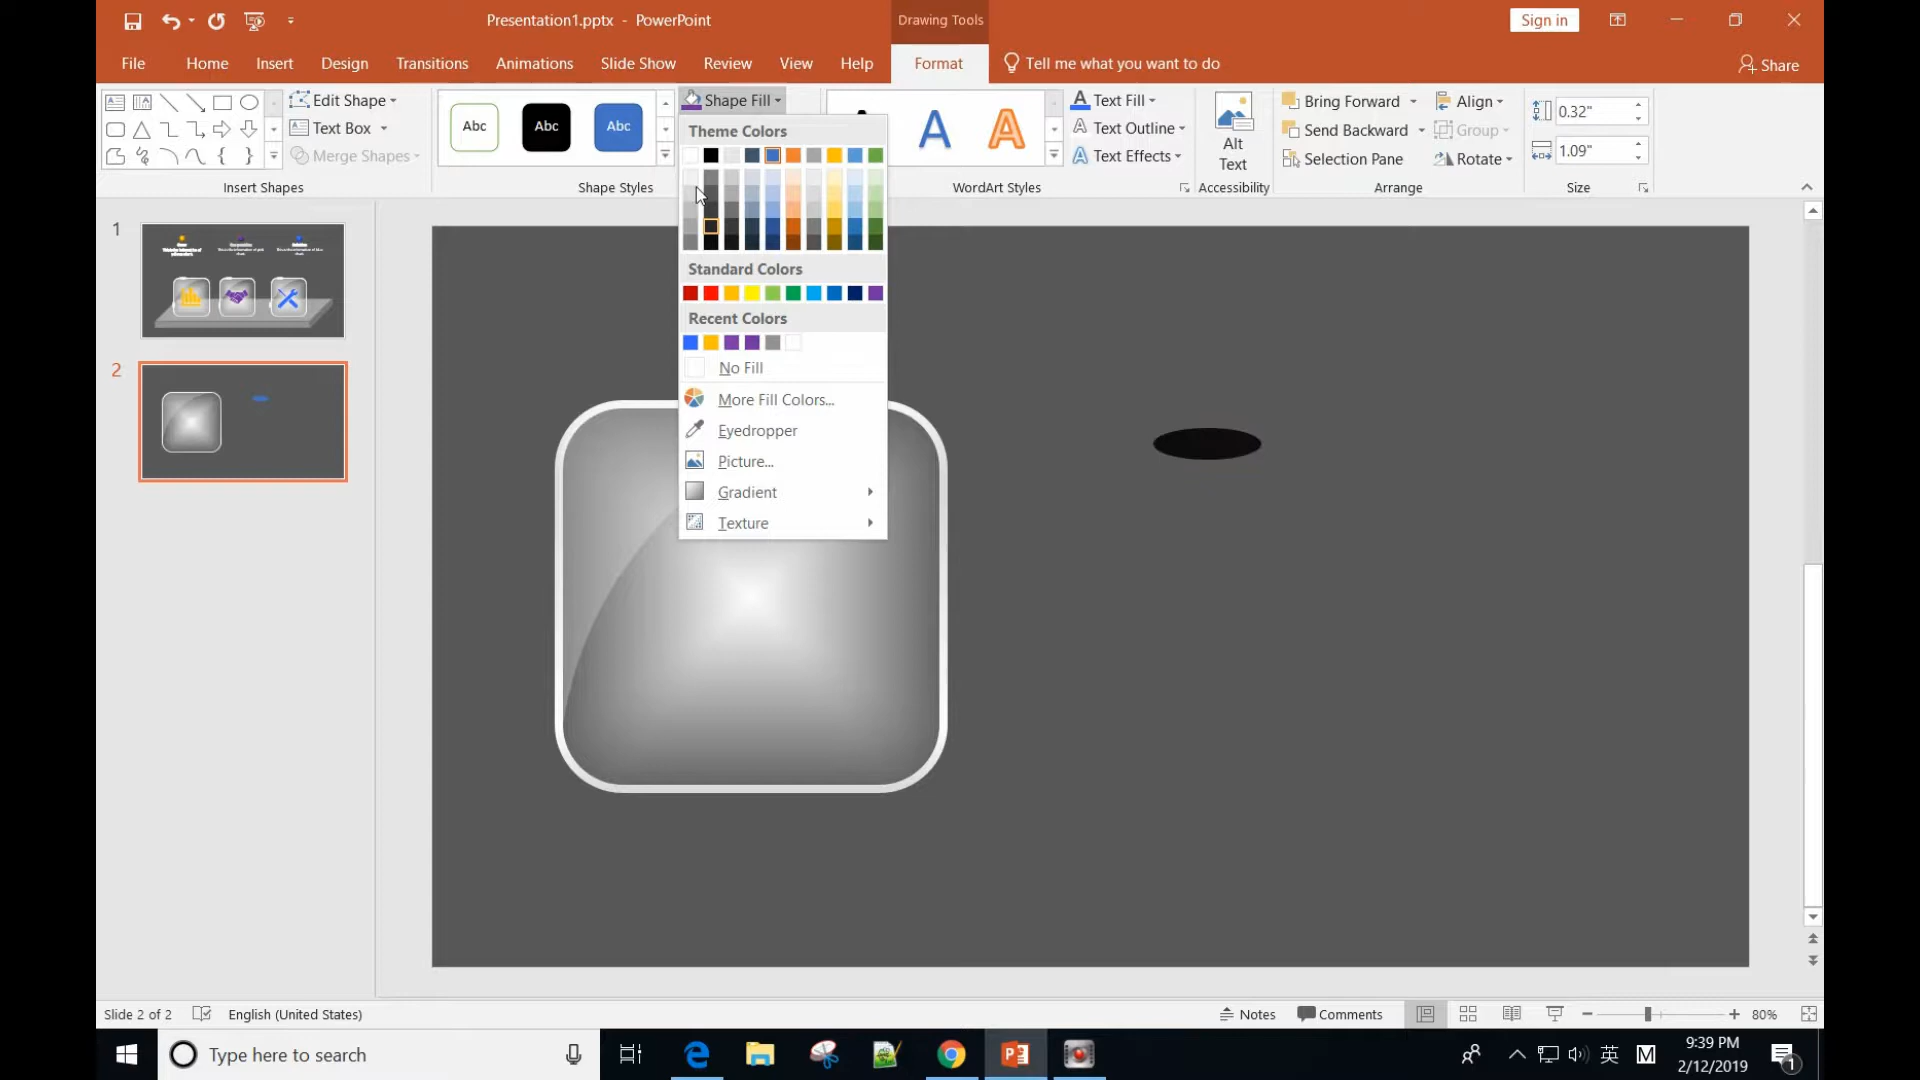 Presentation1.pptx - PowerPoint
Drawing Tools
Sign in
File Home Insert Design Transitions Animations Slide Show Review View Help Format Tell me what you want to do
Share
Edit Shape
Text Box
Merge Shapes
Insert Shapes
Abc Abc Abc
Shape Styles
Shape Fill
Theme Colors
Standard Colors
Recent Colors
No Fill
More Fill Colors...
Eyedropper
Picture...
Gradient
Texture
A A
WordArt Styles
Text Fill
Text Outline
Text Effects
Alt
Text
Accessibility
Bring Forward
Send Backward
Selection Pane
Align
Group
Rotate
Arrange
0.32"
1.09"
Size
1
2
Slide 2 of 2
English (United States)
Notes
Comments
80%
Type here to search
英
M
9:39 PM
2/12/2019
1